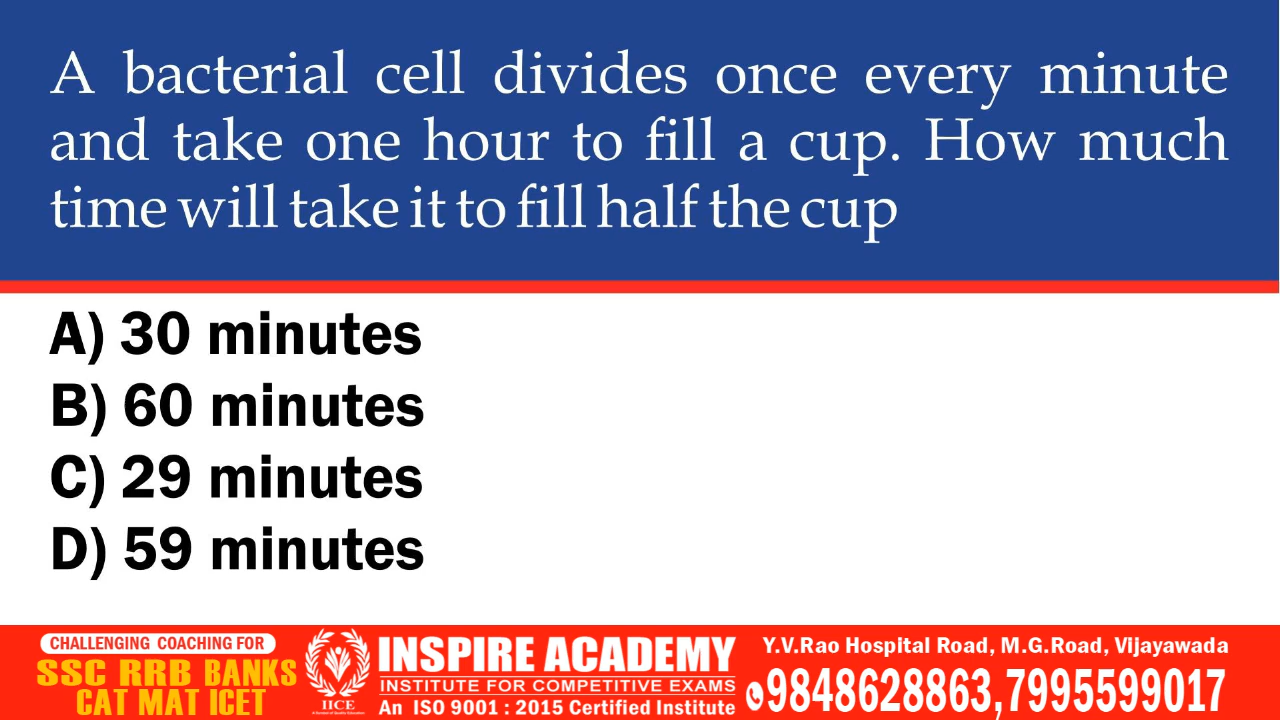 A bacterial cell divides once every minute
and take one hour to fill a cup. How much
time will take it to fill half the cup
A) 30 minutes
B) 60 minutes
C) 29 minutes
D) 59 minutes
CHALLENGING COACHING FOR
SSC RRB BANKS
CAT MAT ICET
IICE
INSPIRE ACADEMY
INSTITUTE FOR COMPETITIVE EXAMS
An ISO 9001 : 2015 Certified Institute
Y.V.Rao Hospital Road, M.G.Road, Vijayawada
9848628863,7995599017